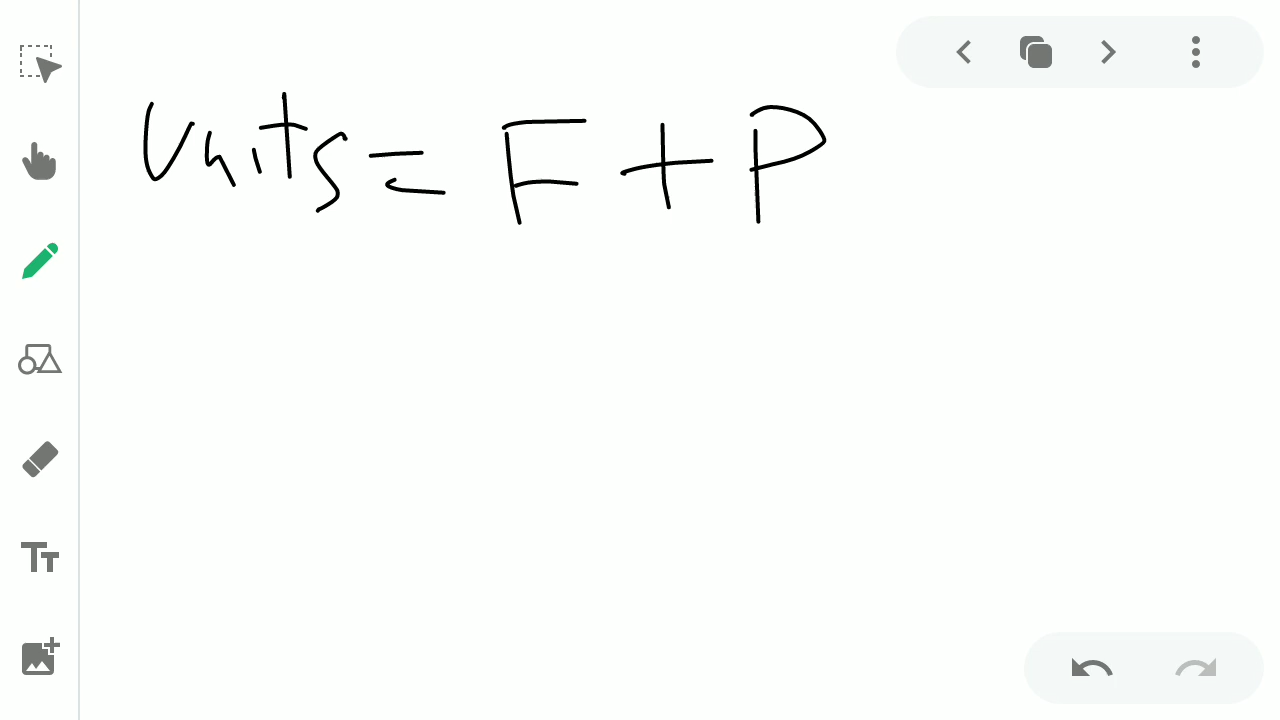 Units = F + P